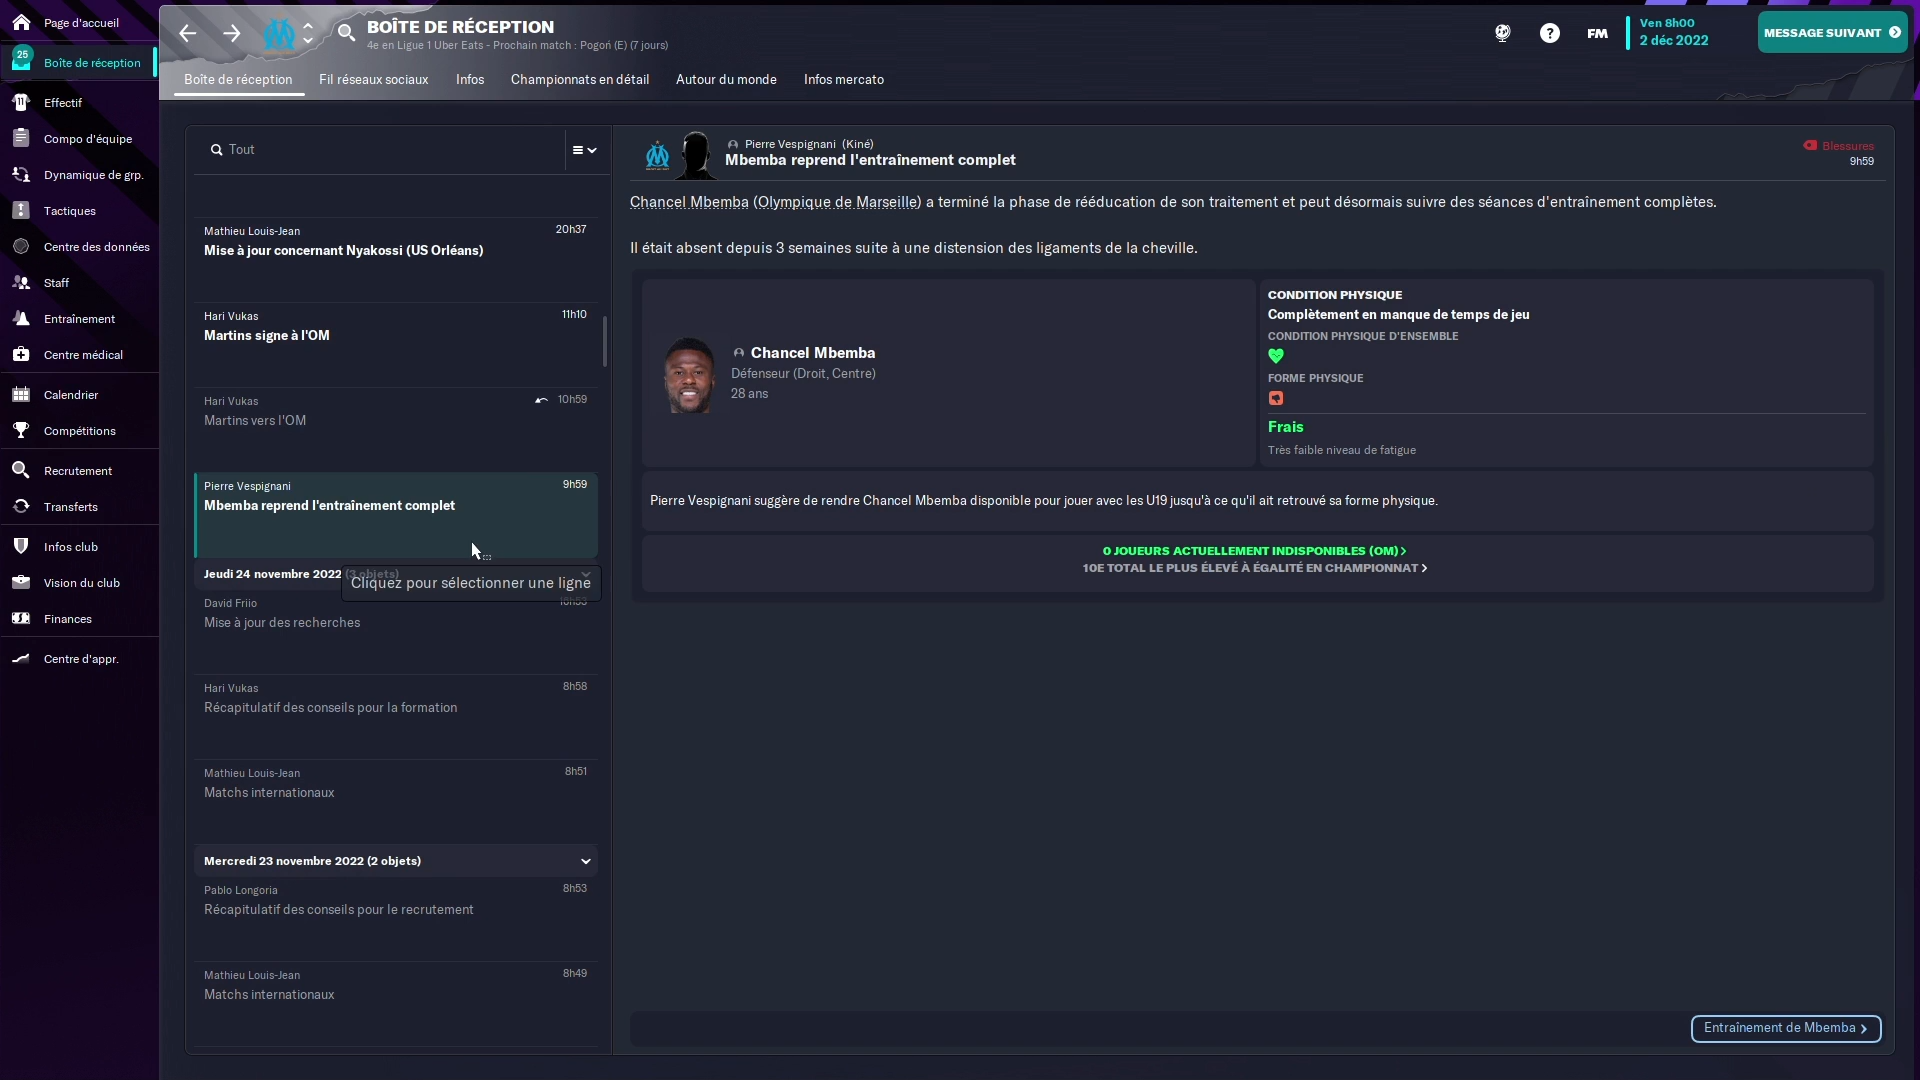 Page d'accueil
25
Boîte de réception
Effectif
Compo d'équipe
Dynamique de grp.
Tactiques
Centre des données
Staff
Entraînement
Centre médical
Calendrier
Compétitions
Recrutement
Transferts
Infos club
Vision du club
Finances
Centre d'appr.
BOÎTE DE RÉCEPTION
4e en Ligue 1 Uber Eats - Prochain match : Pogoń (E) (7 jours)
FM
Ven 8h00
2 déc 2022
MESSAGE SUIVANT
Boîte de réception Fil réseaux sociaux Infos Championnats en détail Autour du monde Infos mercato
Tout
Mathieu Louis-Jean 20h37
Mise à jour concernant Nyakossi (US Orléans)
Hari Vukas 11h10
Martins signe à l'OM
Hari Vukas 10h59
Martins vers l'OM
Pierre Vespignani 9h59
Mbemba reprend l'entraînement complet
Jeudi 24 novembre 2022 (3 objets)
Cliquez pour sélectionner une ligne
David Friio
Mise à jour des recherches
Hari Vukas 8h58
Récapitulatif des conseils pour la formation
Mathieu Louis-Jean 8h51
Matchs internationaux
Mercredi 23 novembre 2022 (2 objets)
Pablo Longoria 8h53
Récapitulatif des conseils pour le recrutement
Mathieu Louis-Jean 8h49
Matchs internationaux
Pierre Vespignani (Kiné)
Mbemba reprend l'entraînement complet
Blessures
9h59
Chancel Mbemba (Olympique de Marseille) a terminé la phase de rééducation de son traitement et peut désormais suivre des séances d'entraînement complètes.
Il était absent depuis 3 semaines suite à une distension des ligaments de la cheville.
Chancel Mbemba
Défenseur (Droit, Centre)
28 ans
CONDITION PHYSIQUE
Complètement en manque de temps de jeu
CONDITION PHYSIQUE D'ENSEMBLE
FORME PHYSIQUE
Frais
Très faible niveau de fatigue
Pierre Vespignani suggère de rendre Chancel Mbemba disponible pour jouer avec les U19 jusqu'à ce qu'il ait retrouvé sa forme physique.
0 JOUEURS ACTUELLEMENT INDISPONIBLES (OM)
10E TOTAL LE PLUS ÉLEVÉ À ÉGALITÉ EN CHAMPIONNAT
Entraînement de Mbemba